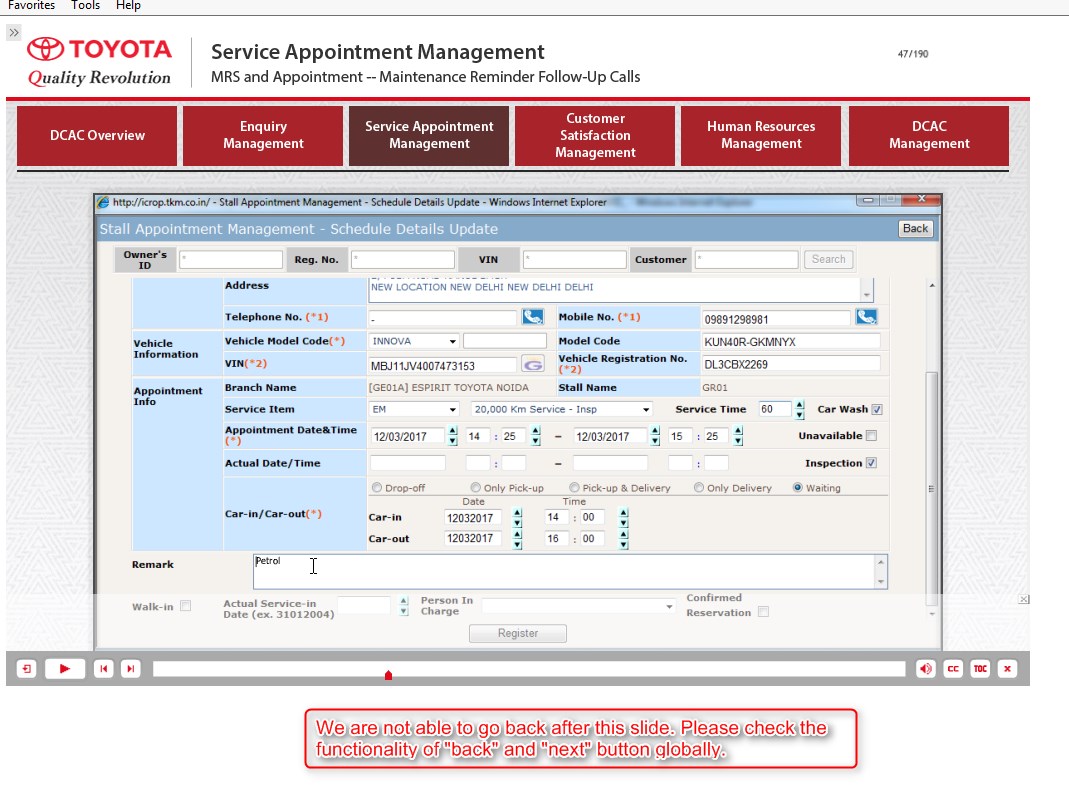 Favorites Tools Help
»
TOYOTA
Quality Revolution
Service Appointment Management
MRS and Appointment -- Maintenance Reminder Follow-Up Calls
47/190
DCAC Overview
Enquiry
Management
Service Appointment
Management
Customer
Satisfaction
Management
Human Resources
Management
DCAC
Management
http://icrop.tkm.co.in/ - Stall Appointment Management - Schedule Details Update - Windows Internet Explorer
Stall Appointment Management - Schedule Details Update
Back
Owner's
ID
* Reg. No. * VIN * Customer * Search
Address
NEW LOCATION NEW DELHI NEW DELHI DELHI
Telephone No. (*1) - Mobile No. (*1) 09891298981
Vehicle
Information
Vehicle Model Code(*) INNOVA Model Code KUN40R-GKMNYX
VIN(*2) MBJ11JV4007473153 G
Vehicle Registration No.
(*2)
DL3CBX2269
Appointment
Info
Branch Name [GE01A] ESPIRIT TOYOTA NOIDA Stall Name GR01
Service Item EM 20,000 Km Service - Insp Service Time 60 Car Wash
Appointment Date&Time
(*)
12/03/2017 14 : 25 – 12/03/2017 15 : 25 Unavailable
Actual Date/Time : – : Inspection
Car-in/Car-out(*)
Drop-off Only Pick-up Pick-up & Delivery Only Delivery Waiting
Date Time
Car-in 12032017 14 : 00
Car-out 12032017 16 : 00
Remark Petrol
Walk-in
Actual Service-in
Date (ex. 31012004)
Person In
Charge
Confirmed
Reservation
Register
CC TOC
We are not able to go back after this slide. Please check the
functionality of "back" and "next" button globally.